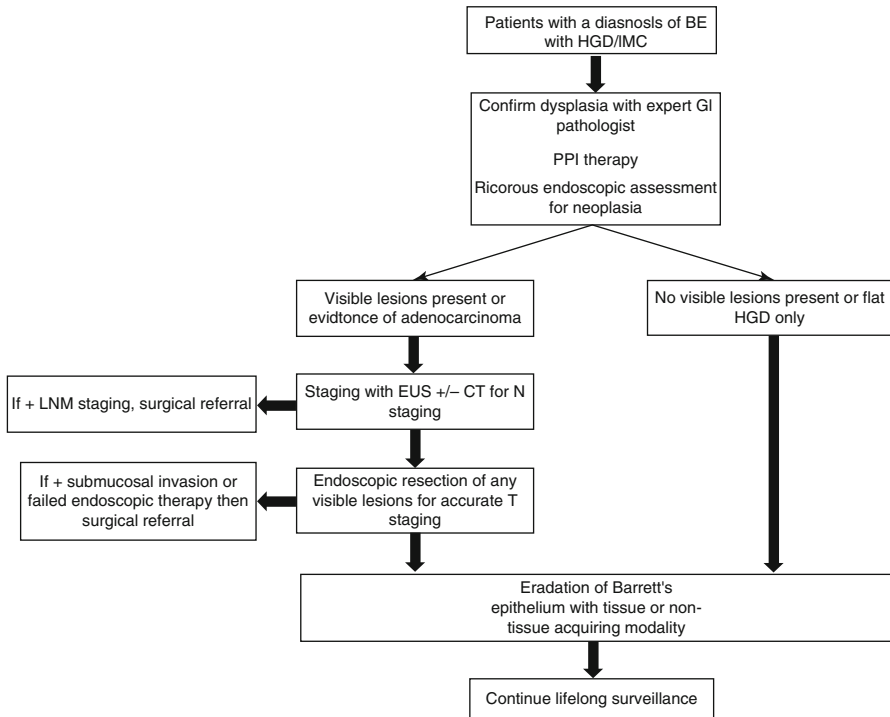 Patients with a diasnosls of BE
with HGD/IMC
Confirm dysplasia with expert GI
pathologist
PPI therapy
Ricorous endoscopic assessment
for neoplasia
Visible lesions present or
evidtonce of adenocarcinoma
No visible lesions present or flat
HGD only
If + LNM staging, surgical referral
Staging with EUS +/– CT for N
staging
If + submucosal invasion or
failed endoscopic therapy then
surgical referral
Endoscopic resection of any
visible lesions for accurate T
staging
Eradation of Barrett's
epithelium with tissue or non-
tissue acquiring modality
Continue lifelong surveillance